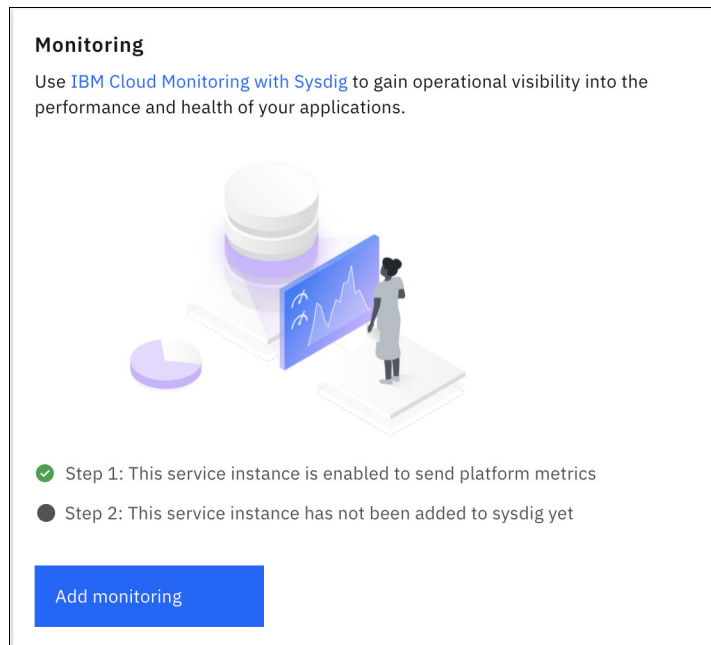 Monitoring
Use IBM Cloud Monitoring with Sysdig to gain operational visibility into the
performance and health of your applications.
Step 1: This service instance is enabled to send platform metrics
Step 2: This service instance has not been added to sysdig yet
Add monitoring